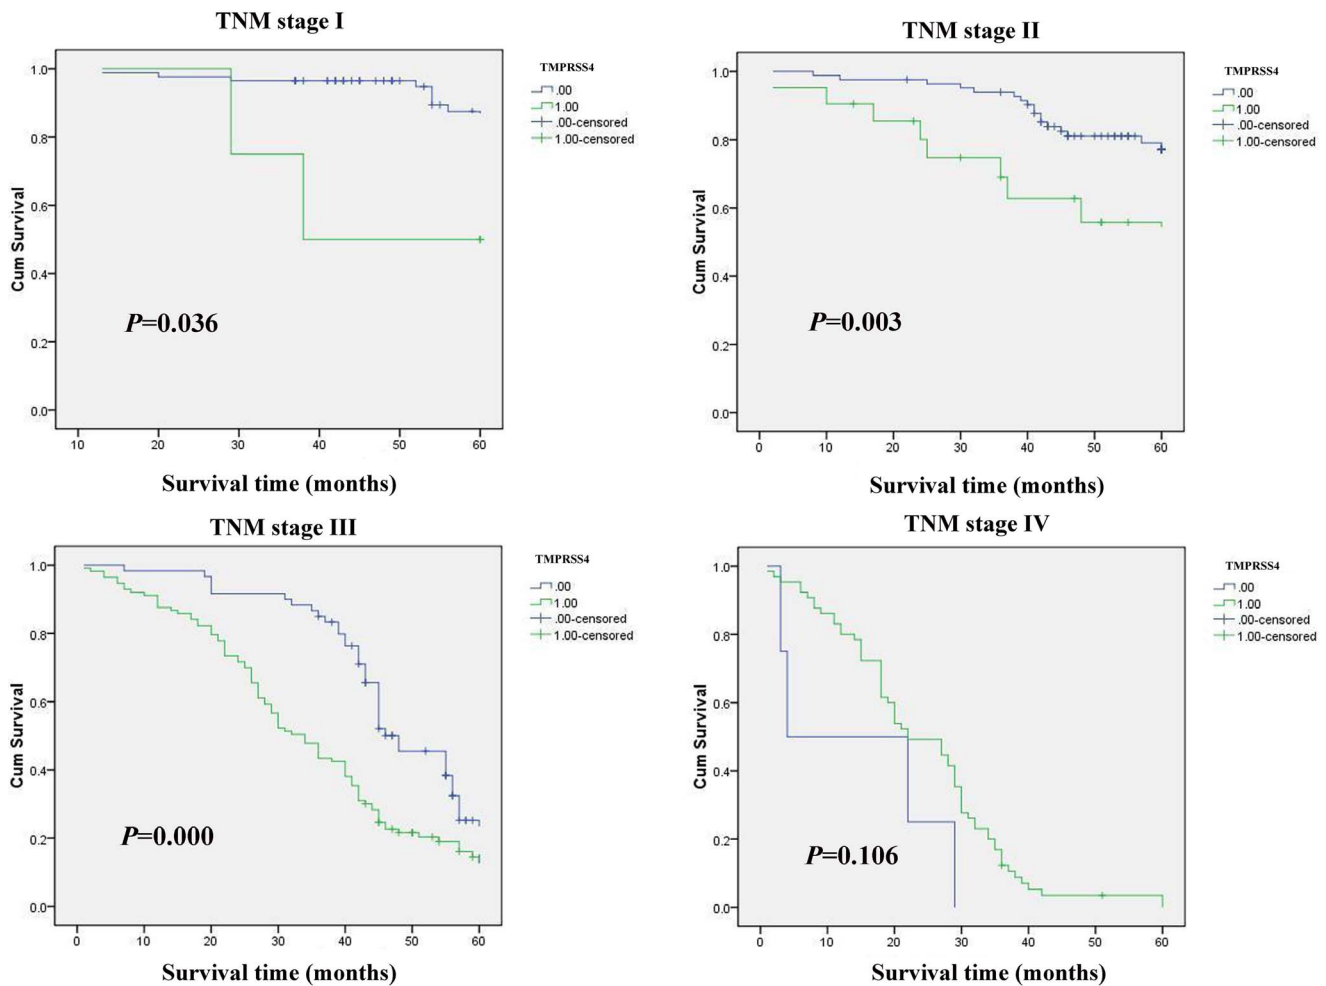 TNM stage I
TMPRSS4
.00
1.00
.00-censored
1.00-censored
Cum Survival
1.0
0.8
0.6
0.4
0.2
0.0
P=0.036
10 20 30 40 50 60
Survival time (months)
TNM stage II
TMPRSS4
.00
1.00
.00-censored
1.00-censored
Cum Survival
1.0
0.8
0.6
0.4
0.2
0.0
P=0.003
0 10 20 30 40 50 60
Survival time (months)
TNM stage III
TMPRSS4
.00
1.00
.00-censored
1.00-censored
Cum Survival
1.0
0.8
0.6
0.4
0.2
0.0
P=0.000
0 10 20 30 40 50 60
Survival time (months)
TNM stage IV
TMPRSS4
.00
1.00
.00-censored
1.00-censored
Cum Survival
1.0
0.8
0.6
0.4
0.2
0.0
P=0.106
0 10 20 30 40 50 60
Survival time (months)